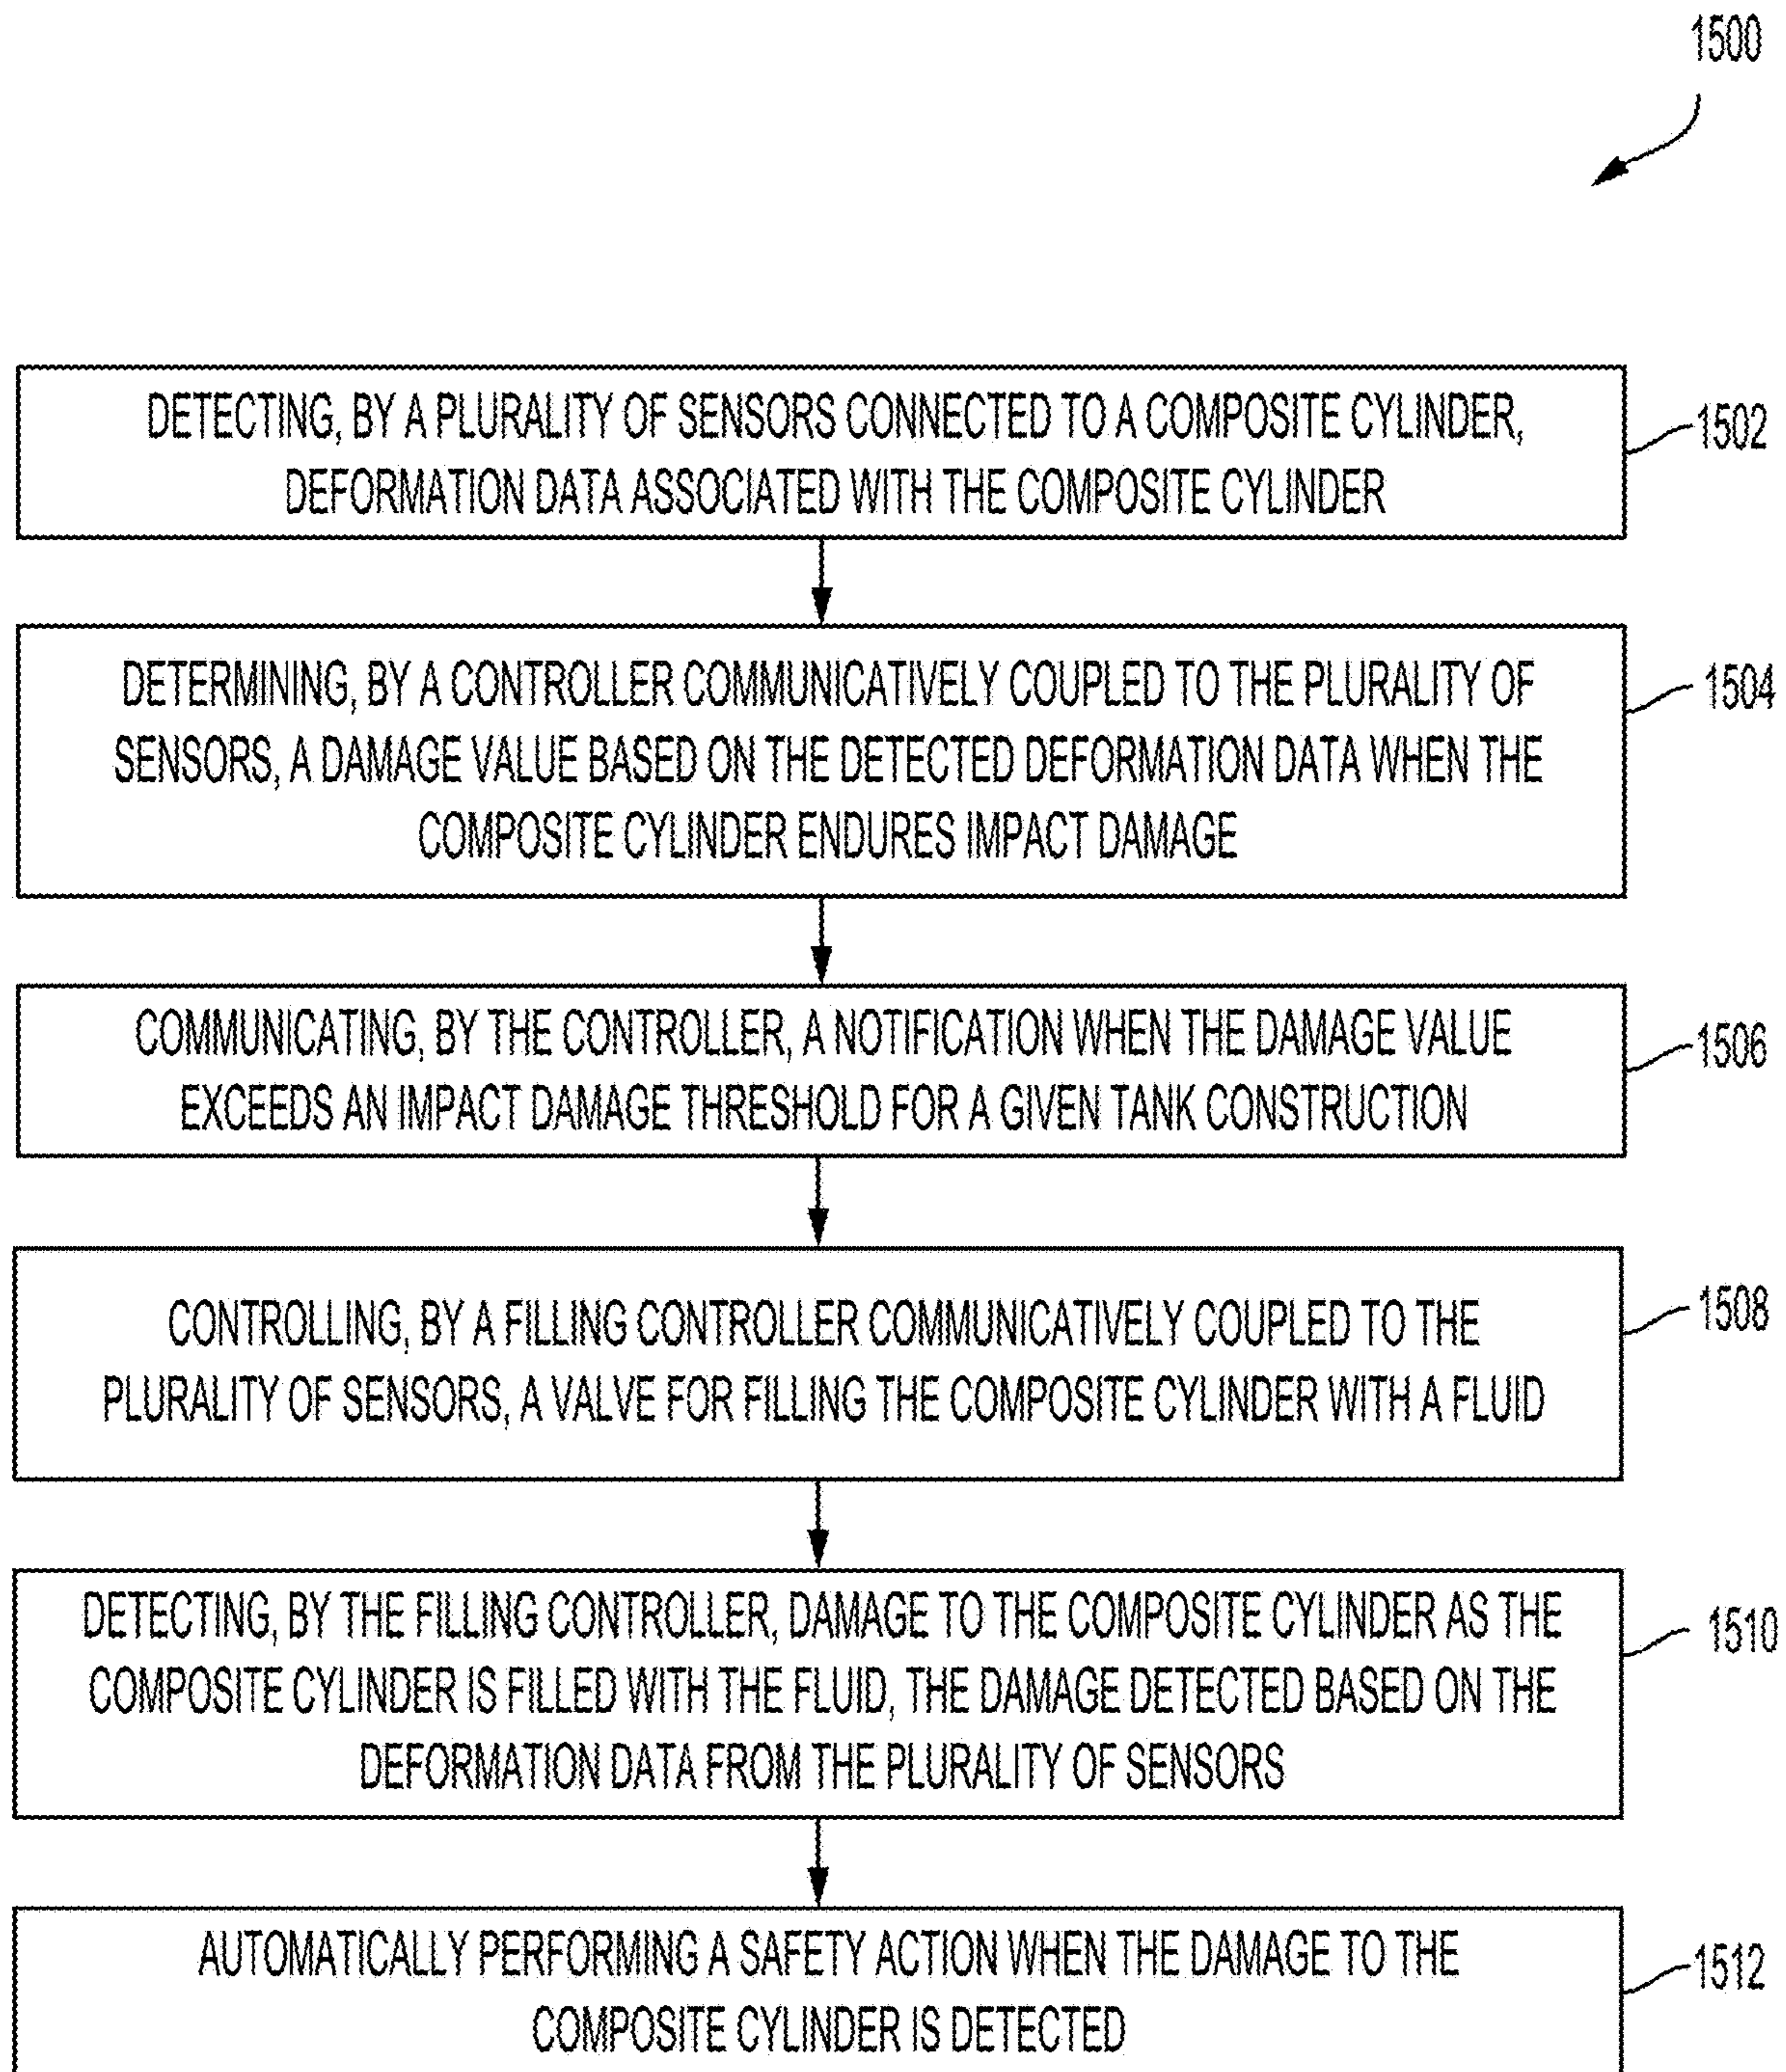 1500
DETECTING, BY A PLURALITY OF SENSORS CONNECTED TO A COMPOSITE CYLINDER,
DEFORMATION DATA ASSOCIATED WITH THE COMPOSITE CYLINDER
1502
DETERMINING, BY A CONTROLLER COMMUNICATIVELY COUPLED TO THE PLURALITY OF
SENSORS, A DAMAGE VALUE BASED ON THE DETECTED DEFORMATION DATA WHEN THE
COMPOSITE CYLINDER ENDURES IMPACT DAMAGE
1504
COMMUNICATING, BY THE CONTROLLER, A NOTIFICATION WHEN THE DAMAGE VALUE
EXCEEDS AN IMPACT DAMAGE THRESHOLD FOR A GIVEN TANK CONSTRUCTION
1506
CONTROLLING, BY A FILLING CONTROLLER COMMUNICATIVELY COUPLED TO THE
PLURALITY OF SENSORS, A VALVE FOR FILLING THE COMPOSITE CYLINDER WITH A FLUID
1508
DETECTING, BY THE FILLING CONTROLLER, DAMAGE TO THE COMPOSITE CYLINDER AS THE
COMPOSITE CYLINDER IS FILLED WITH THE FLUID, THE DAMAGE DETECTED BASED ON THE
DEFORMATION DATA FROM THE PLURALITY OF SENSORS
1510
AUTOMATICALLY PERFORMING A SAFETY ACTION WHEN THE DAMAGE TO THE
COMPOSITE CYLINDER IS DETECTED
1512